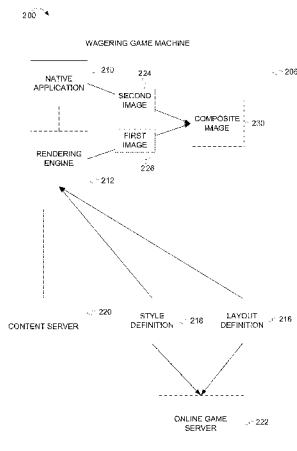 200
WAGERING GAME MACHINE
NATIVE APPLICATION
210
224
206
SECOND IMAGE
COMPOSITE IMAGE
230
FIRST IMAGE
RENDERING ENGINE
226
212
220
CONTENT SERVER
STYLE DEFINITION
218
LAYOUT DEFINITION
216
ONLINE GAME SERVER
222